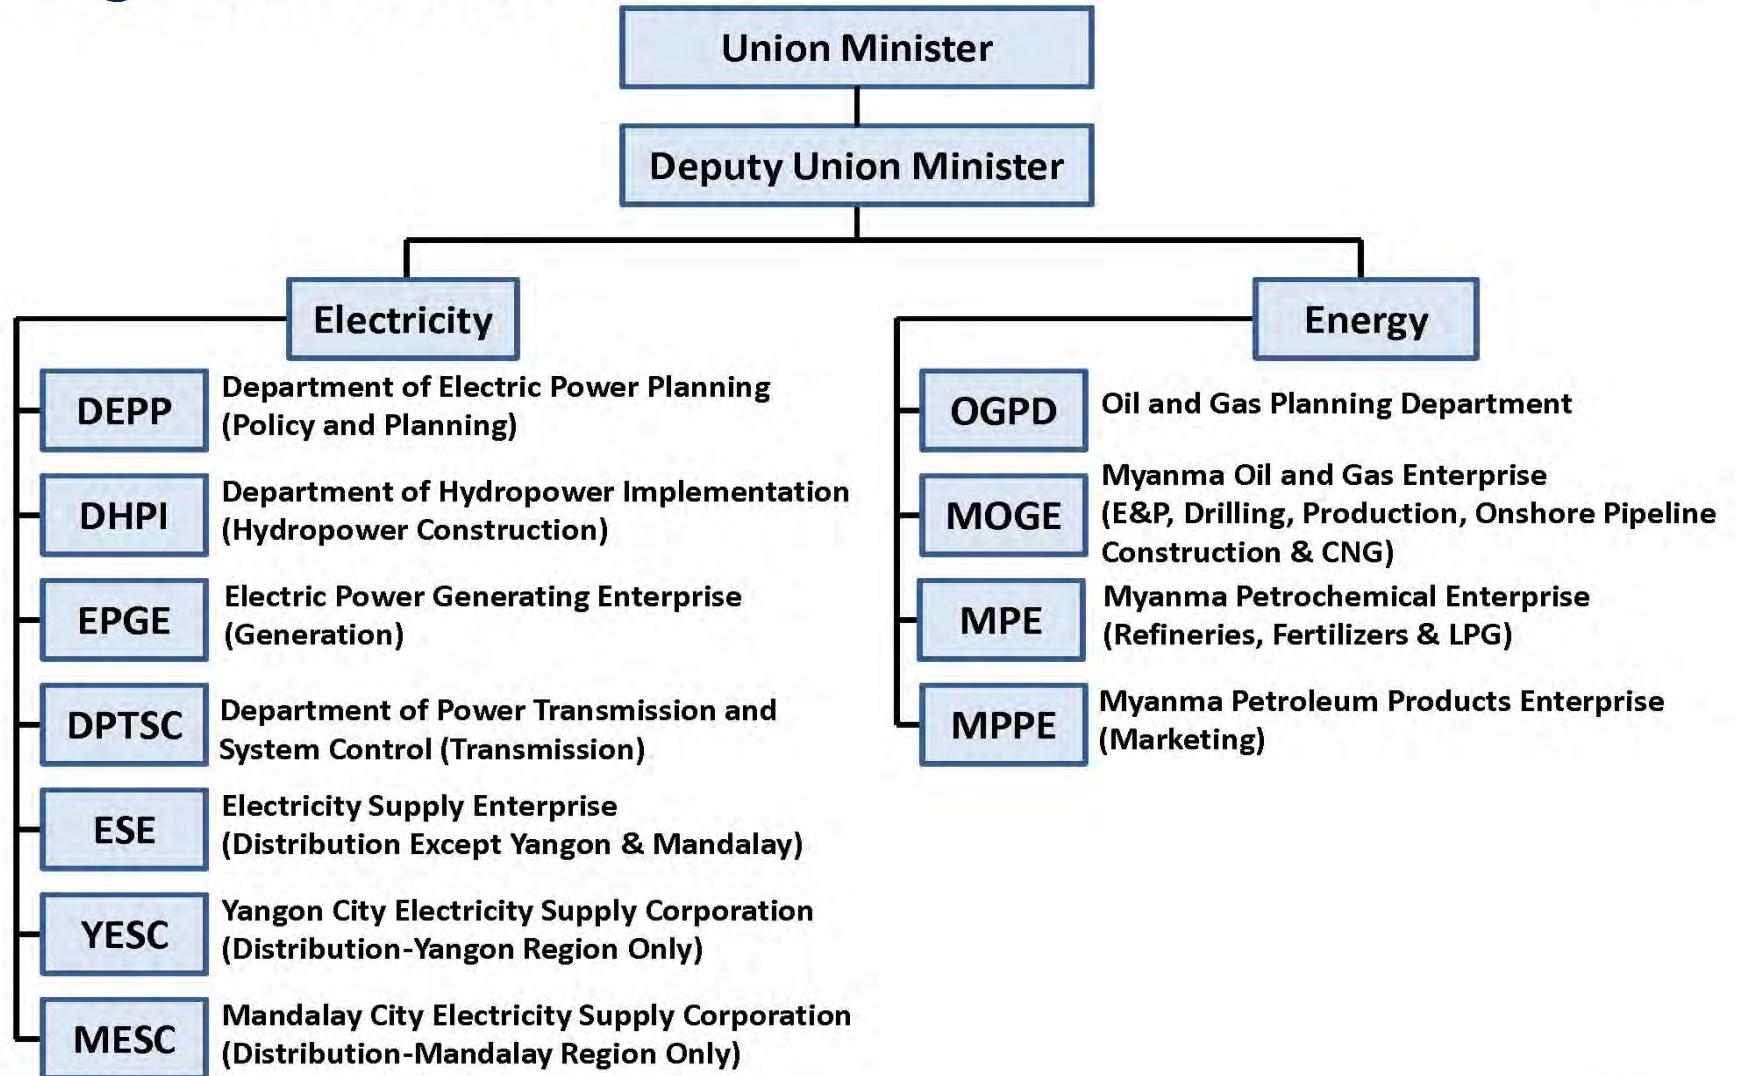 Union Minister
Deputy Union Minister
Electricity
DEPP
Department of Electric Power Planning
(Policy and Planning)
DHPI
Department of Hydropower Implementation
(Hydropower Construction)
EPGE
Electric Power Generating Enterprise
(Generation)
DPTSC
Department of Power Transmission and
System Control (Transmission)
ESE
Electricity Supply Enterprise
(Distribution Except Yangon & Mandalay)
YESC
Yangon City Electricity Supply Corporation
(Distribution-Yangon Region Only)
MESC
Mandalay City Electricity Supply Corporation
(Distribution-Mandalay Region Only)
Energy
OGPD
Oil and Gas Planning Department
MOGE
Myanma Oil and Gas Enterprise
(E&P, Drilling, Production, Onshore Pipeline
Construction & CNG)
MPE
Myanma Petrochemical Enterprise
(Refineries, Fertilizers & LPG)
MPPE
Myanma Petroleum Products Enterprise
(Marketing)